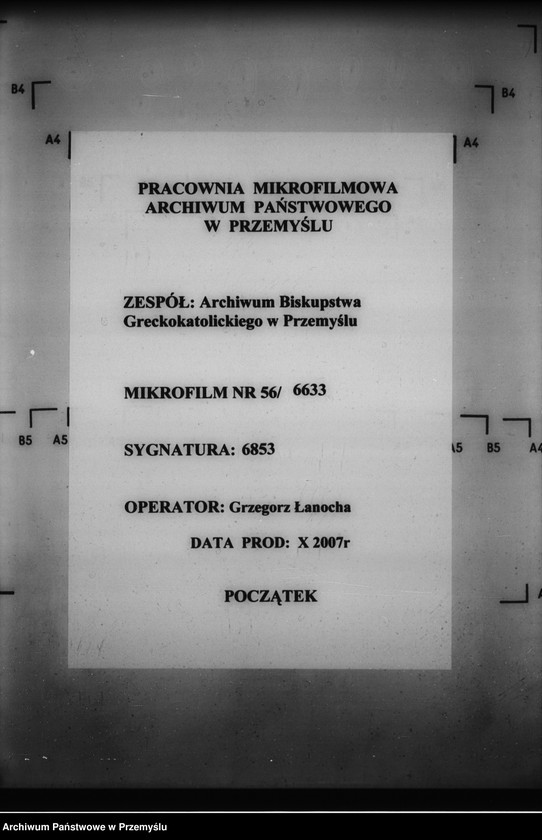 B4
B4
A4
A4
PRACOWNIA MIKROFILMOWA
ARCHIWUM PAŃSTWOWEGO
W PRZEMYŚLU
ZESPÓŁ: Archiwum Biskupstwa
Greckokatolickiego w Przemyślu
MIKROFILM NR 56/ 6633
B5 A5
A5 B5 A4
SYGNATURA: 6853
OPERATOR: Grzegorz Łanocha
DATA PROD: X 2007r
POCZĄTEK
Archiwum Państwowe w Przemyślu